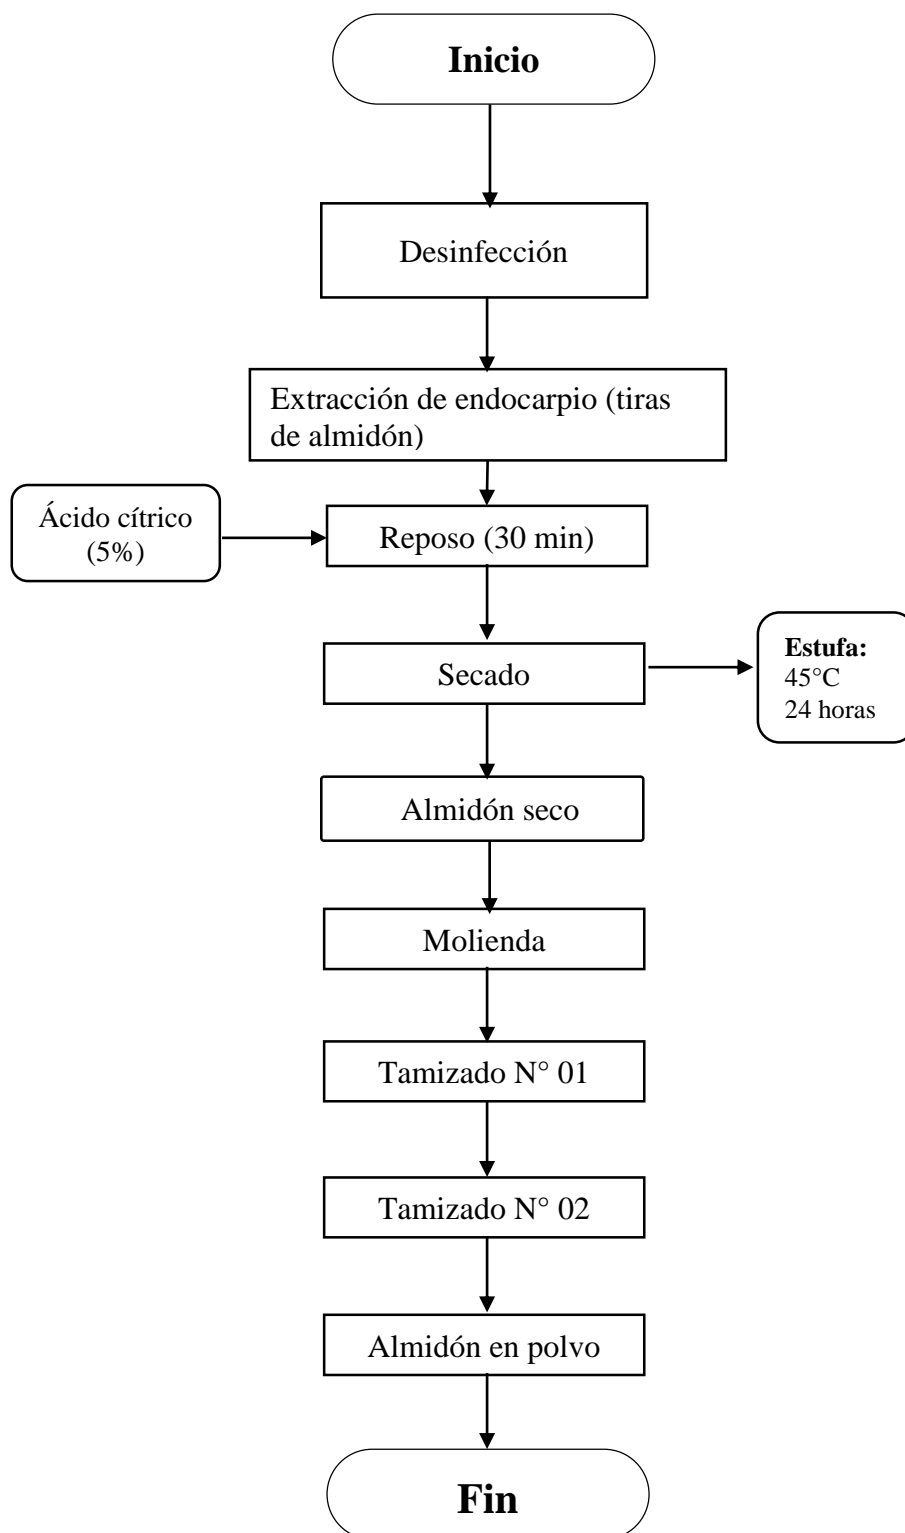 Inicio
Desinfección
Extracción de endocarpio (tiras
de almidón)
Ácido cítrico
(5%)
Reposo (30 min)
Secado
Estufa:
45°C
24 horas
Almidón seco
Molienda
Tamizado N° 01
Tamizado N° 02
Almidón en polvo
Fin